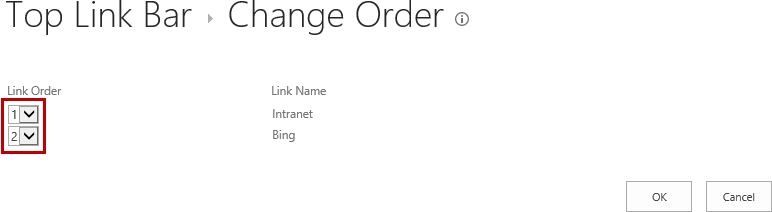 Top Link Bar ▸ Change Order ⓘ
Link Order Link Name
1 Intranet
2 Bing
OK Cancel